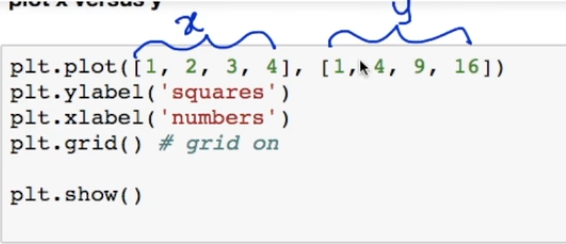 plot x versus y
x y
plt.plot([1, 2, 3, 4], [1, 4, 9, 16])
plt.ylabel('squares')
plt.xlabel('numbers')
plt.grid() # grid on
plt.show()